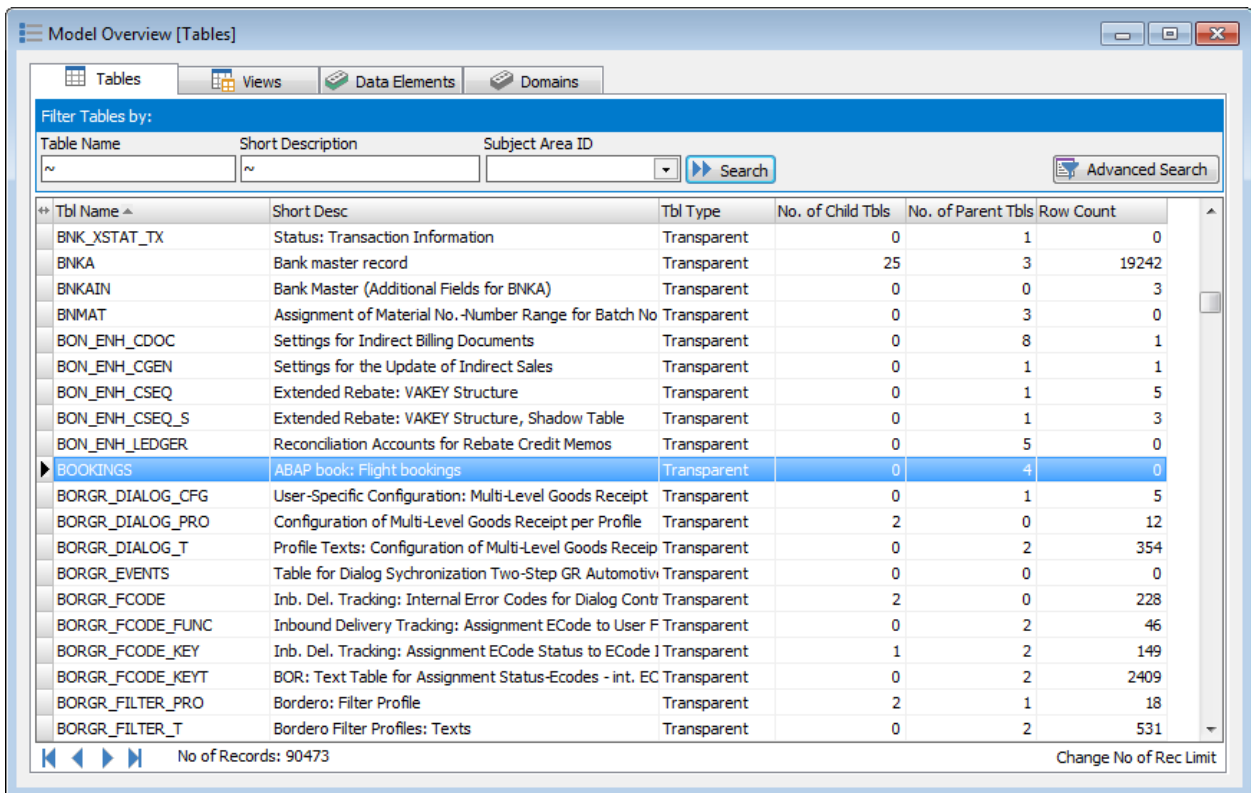 Model Overview [Tables]
Tables Views Data Elements Domains
Filter Tables by:
Table Name Short Description Subject Area ID
~ ~ Search Advanced Search
Tbl Name Short Desc Tbl Type No. of Child Tbls No. of Parent Tbls Row Count
BNK_XSTAT_TX Status: Transaction Information Transparent 0 1 0
BNKA Bank master record Transparent 25 3 19242
BNKAIN Bank Master (Additional Fields for BNKA) Transparent 0 0 3
BNMAT Assignment of Material No.-Number Range for Batch No Transparent 0 3 0
BON_ENH_CDOC Settings for Indirect Billing Documents Transparent 0 8 1
BON_ENH_CGEN Settings for the Update of Indirect Sales Transparent 0 1 1
BON_ENH_CSEQ Extended Rebate: VAKEY Structure Transparent 0 1 5
BON_ENH_CSEQ_S Extended Rebate: VAKEY Structure, Shadow Table Transparent 0 1 3
BON_ENH_LEDGER Reconciliation Accounts for Rebate Credit Memos Transparent 0 5 0
BOOKINGS ABAP book: Flight bookings Transparent 0 4 0
BORGR_DIALOG_CFG User-Specific Configuration: Multi-Level Goods Receipt Transparent 0 1 5
BORGR_DIALOG_PRO Configuration of Multi-Level Goods Receipt per Profile Transparent 2 0 12
BORGR_DIALOG_T Profile Texts: Configuration of Multi-Level Goods Receip Transparent 0 2 354
BORGR_EVENTS Table for Dialog Sychronization Two-Step GR Automotiv Transparent 0 0 0
BORGR_FCODE Inb. Del. Tracking: Internal Error Codes for Dialog Contr Transparent 2 0 228
BORGR_FCODE_FUNC Inbound Delivery Tracking: Assignment ECode to User F Transparent 0 2 46
BORGR_FCODE_KEY Inb. Del. Tracking: Assignment ECode Status to ECode I Transparent 1 2 149
BORGR_FCODE_KEYT BOR: Text Table for Assignment Status-Ecodes - int. EC Transparent 0 2 2409
BORGR_FILTER_PRO Bordero: Filter Profile Transparent 2 1 18
BORGR_FILTER_T Bordero Filter Profiles: Texts Transparent 0 2 531
No of Records: 90473 Change No of Rec Limit